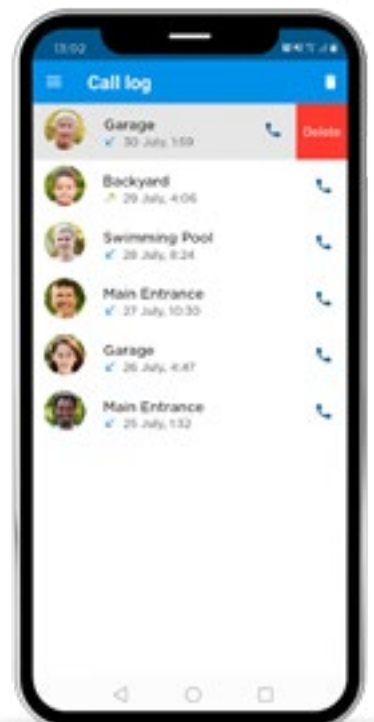 13:02
Call log
Garage
30 July, 1:59
Delete
Backyard
29 July, 4:06
Swimming Pool
28 July, 8:24
Main Entrance
27 July, 10:30
Garage
26 July, 4:47
Main Entrance
25 July, 1:32